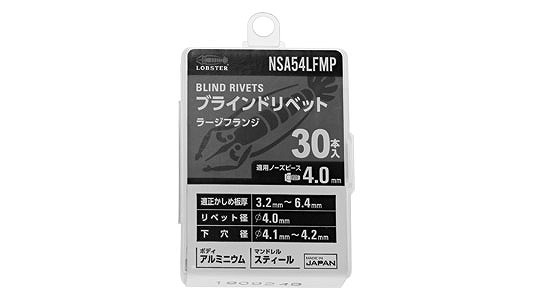 LOBSTER
NSA54LFMP
BLIND RIVETS
ブラインドリベット
ラージフランジ
30本入
適用ノーズピース
4.0mm
適正かしめ板厚 3.2mm～6.4mm
リベット径 φ4.0mm
下穴径 φ4.1mm～4.2mm
ボディ アルミニウム マンドレル スティール
MADE IN JAPAN